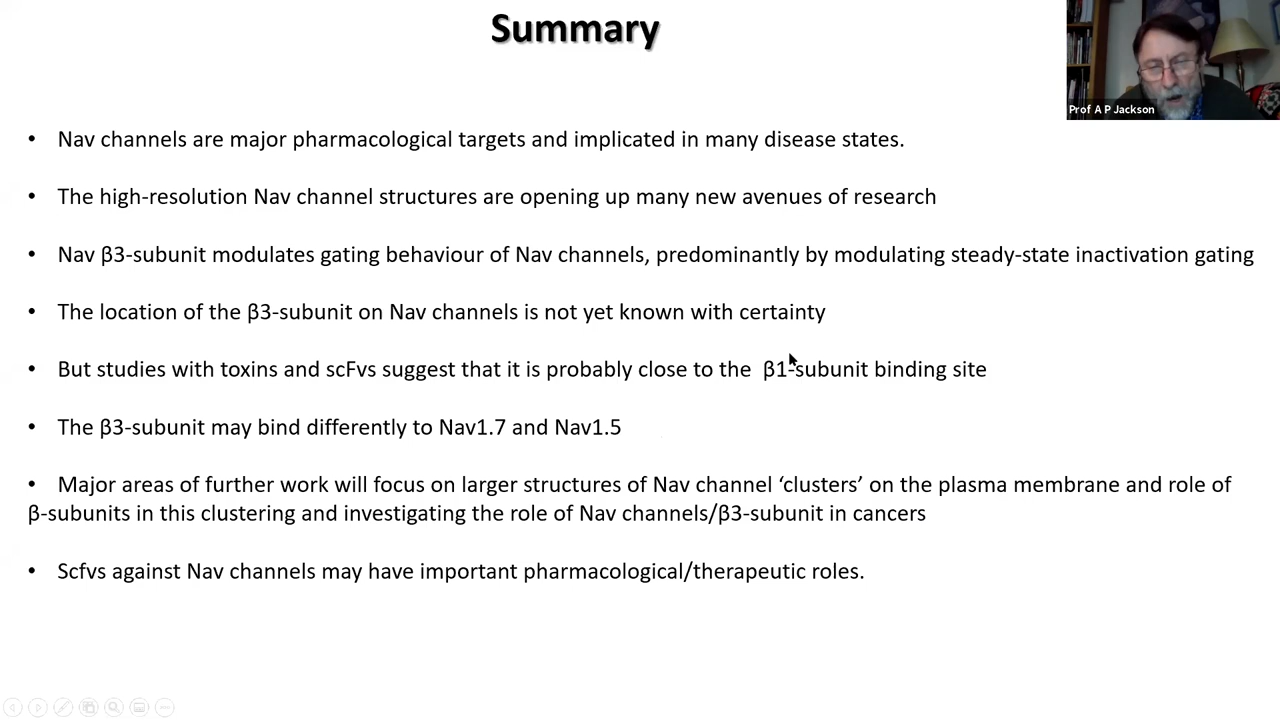 Summary
Prof A P Jackson
• Nav channels are major pharmacological targets and implicated in many disease states.
• The high-resolution Nav channel structures are opening up many new avenues of research
• Nav β3-subunit modulates gating behaviour of Nav channels, predominantly by modulating steady-state inactivation gating
• The location of the β3-subunit on Nav channels is not yet known with certainty
• But studies with toxins and scFvs suggest that it is probably close to the  β1-subunit binding site
• The β3-subunit may bind differently to Nav1.7 and Nav1.5
• Major areas of further work will focus on larger structures of Nav channel ‘clusters’ on the plasma membrane and role of
β-subunits in this clustering and investigating the role of Nav channels/β3-subunit in cancers
• Scfvs against Nav channels may have important pharmacological/therapeutic roles.